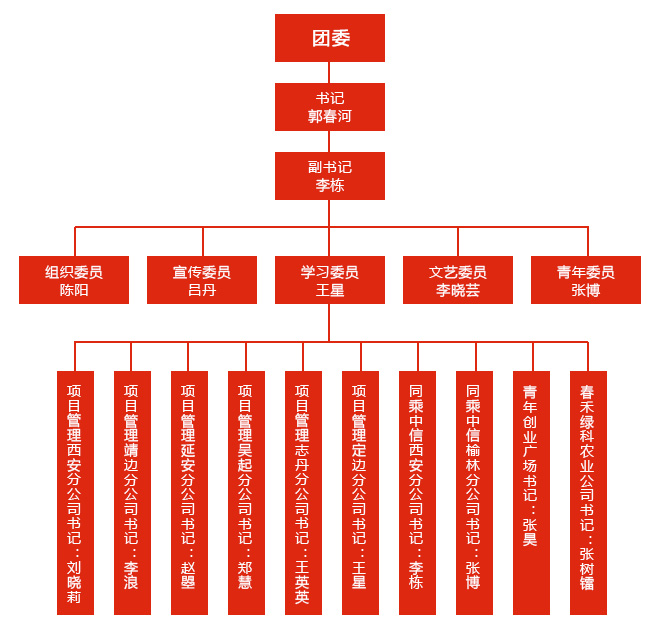 团委
书记
郭春河
副书记
李栋
组织委员
陈阳
宣传委员
吕丹
学习委员
王星
文艺委员
李晓芸
青年委员
张博
项目管理西安分公司书记：刘晓莉
项目管理靖边分公司书记：李浪
项目管理延安分公司书记：赵曌
项目管理吴起分公司书记：郑慧
项目管理志丹分公司书记：王英英
项目管理定边分公司书记：王星
同乘中信西安分公司书记：李栋
同乘中信榆林分公司书记：张博
青年创业广场书记：张昊
春禾绿科农业公司书记：张树镭